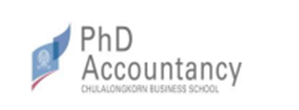 PhD
Accountancy
CHULALONGKORN BUSINESS SCHOOL